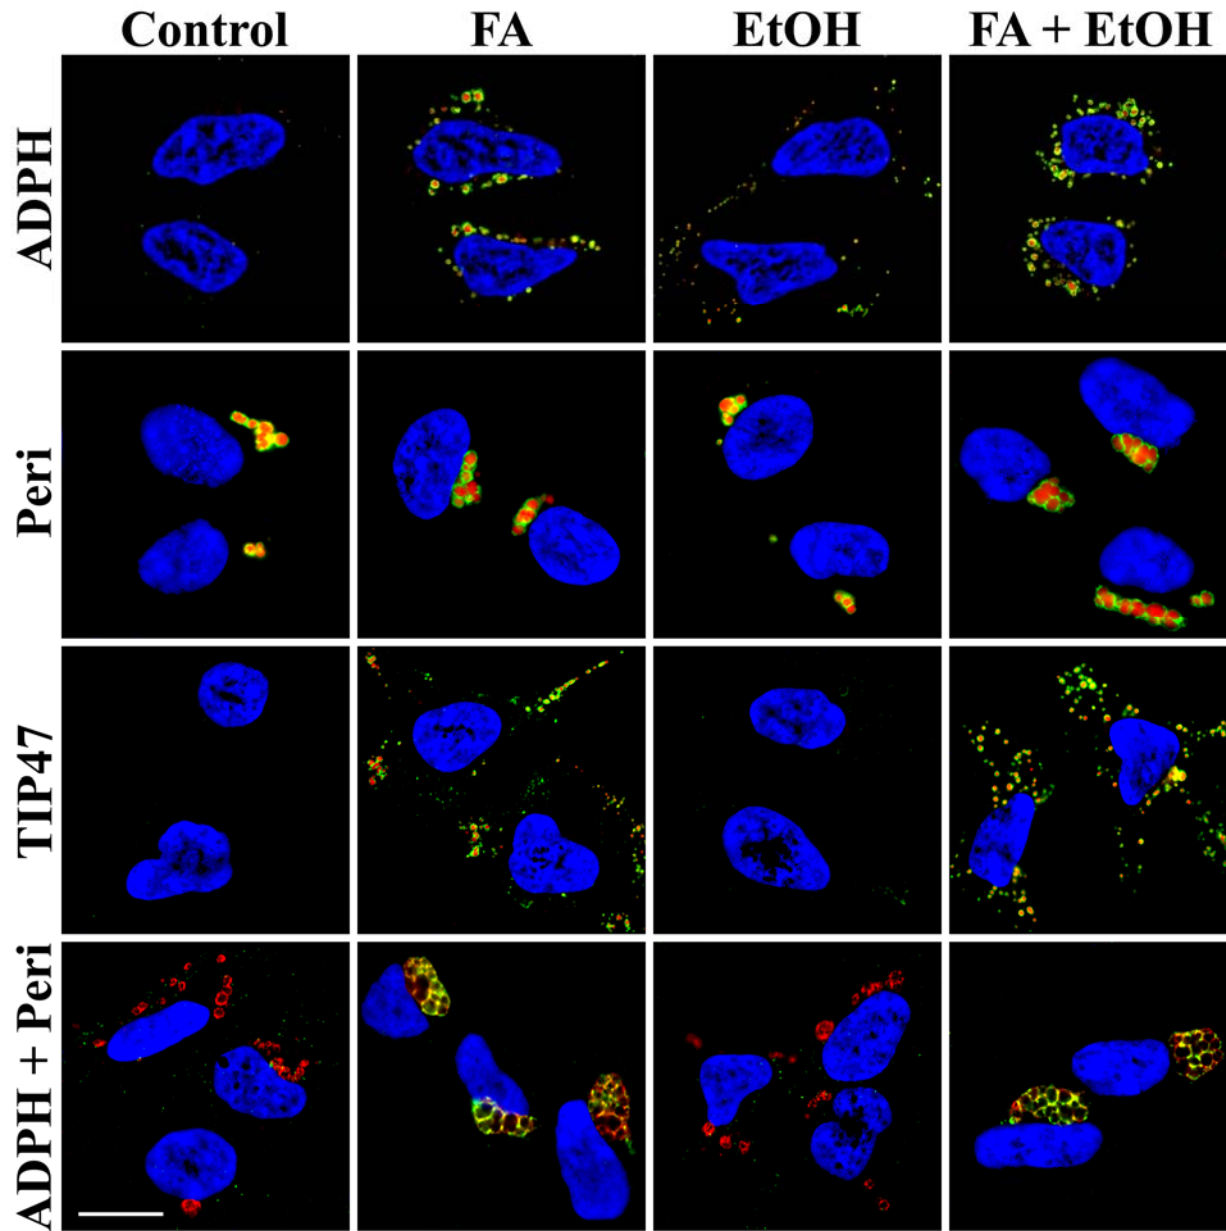 Control FA EtOH FA + EtOH
ADPH
Peri
TIP47
ADPH + Peri